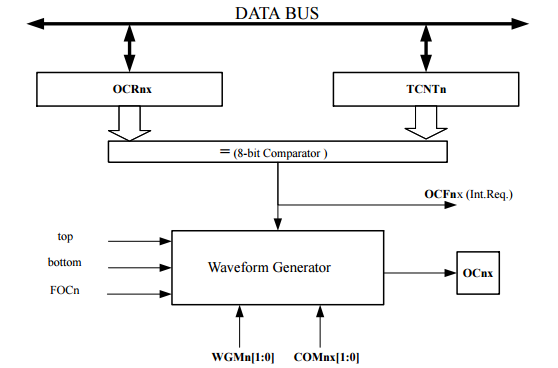 DATA BUS
OCRnx
TCNTn
= (8-bit Comparator )
OCFnx (Int.Req.)
top
bottom
FOCn
Waveform Generator
OCnx
WGMn[1:0]
COMnx[1:0]